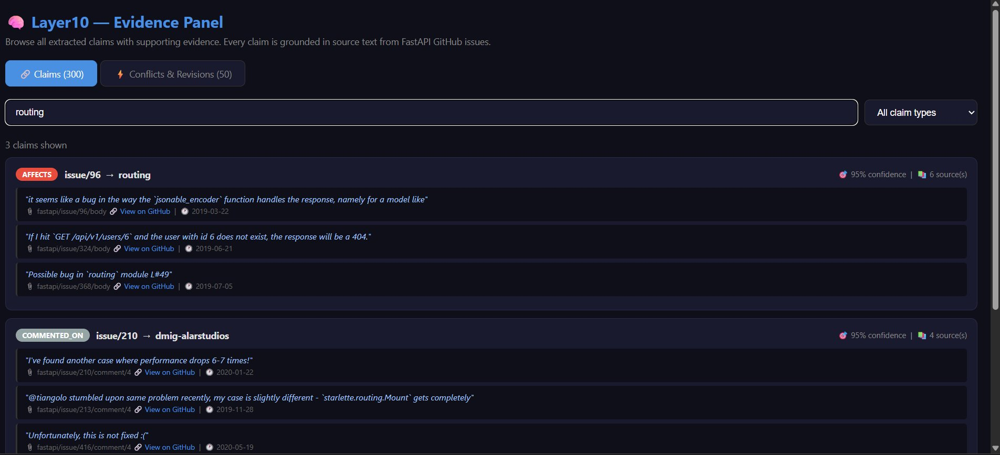 Layer10 — Evidence Panel
Browse all extracted claims with supporting evidence. Every claim is grounded in source text from FastAPI GitHub issues.
Claims (300)
Conflicts & Revisions (50)
routing
All claim types
3 claims shown
AFFECTS issue/96 → routing
95% confidence | 6 source(s)
"it seems like a bug in the way the `jsonable_encoder` function handles the response, namely for a model like"
fastapi/issue/96/body View on GitHub | 2019-03-22
"If I hit `GET /api/v1/users/6` and the user with id 6 does not exist, the response will be a 404."
fastapi/issue/324/body View on GitHub | 2019-06-21
"Possible bug in `routing` module L#49"
fastapi/issue/368/body View on GitHub | 2019-07-05
COMMENTED_ON issue/210 → dmig-alarstudios
95% confidence | 4 source(s)
"I've found another case where performance drops 6-7 times!"
fastapi/issue/210/comment/4 View on GitHub | 2020-01-22
"@tiangolo stumbled upon same problem recently, my case is slightly different - `starlette.routing.Mount` gets completely"
fastapi/issue/213/comment/4 View on GitHub | 2019-11-28
"Unfortunately, this is not fixed :("
fastapi/issue/416/comment/4 View on GitHub | 2020-05-19